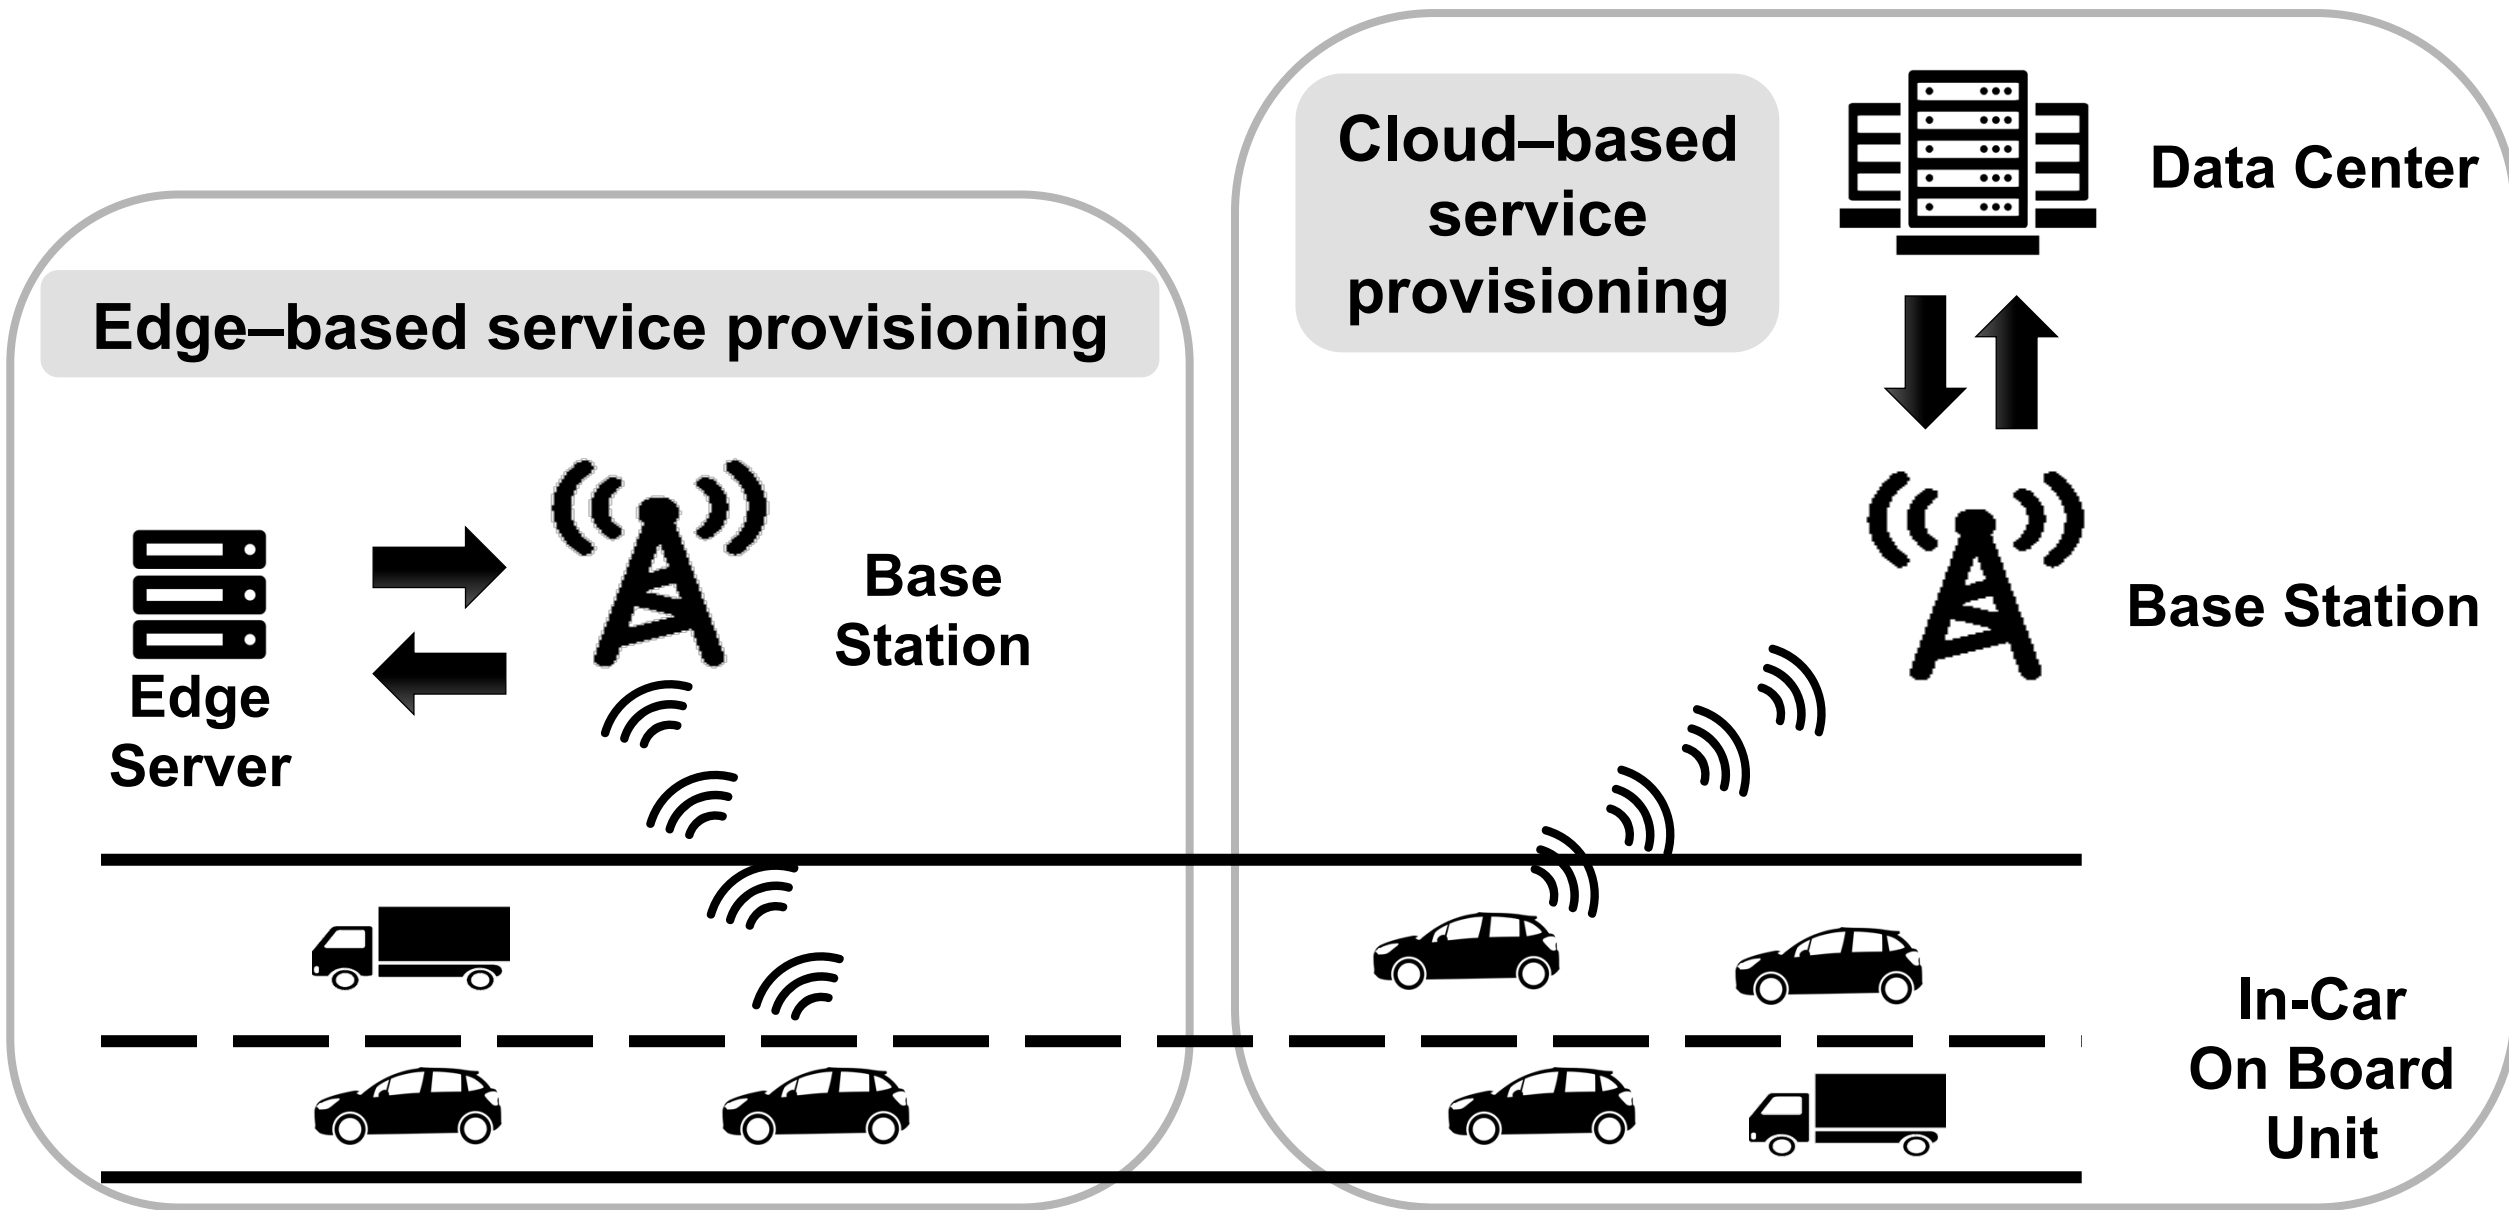 Cloud–based
service
provisioning
Data Center
Edge–based service provisioning
Base
Station
Edge
Server
Base Station
In-Car
On Board
Unit